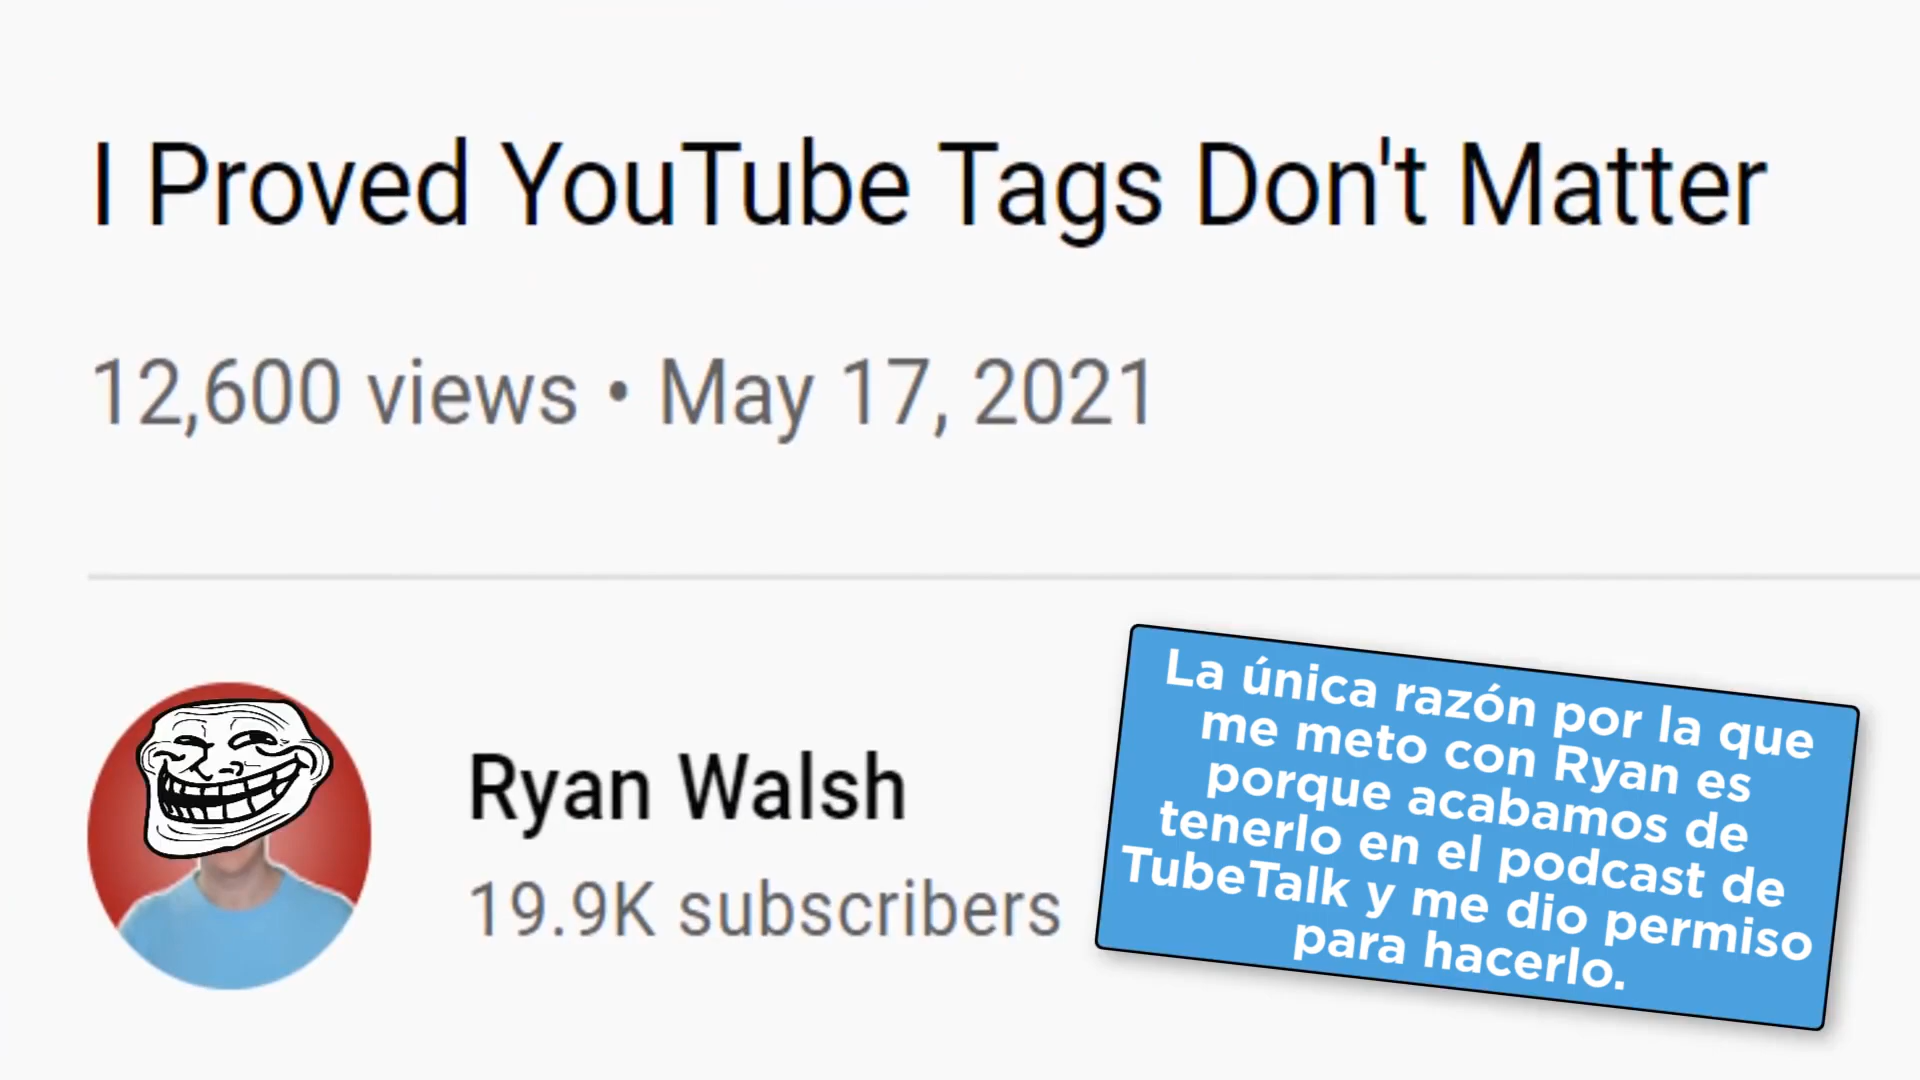 I Proved YouTube Tags Don't Matter
12,600 views • May 17, 2021
Ryan Walsh
19.9K subscribers
La única razón por la que
me meto con Ryan es
porque acabamos de
tenerlo en el podcast de
TubeTalk y me dio permiso
para hacerlo.